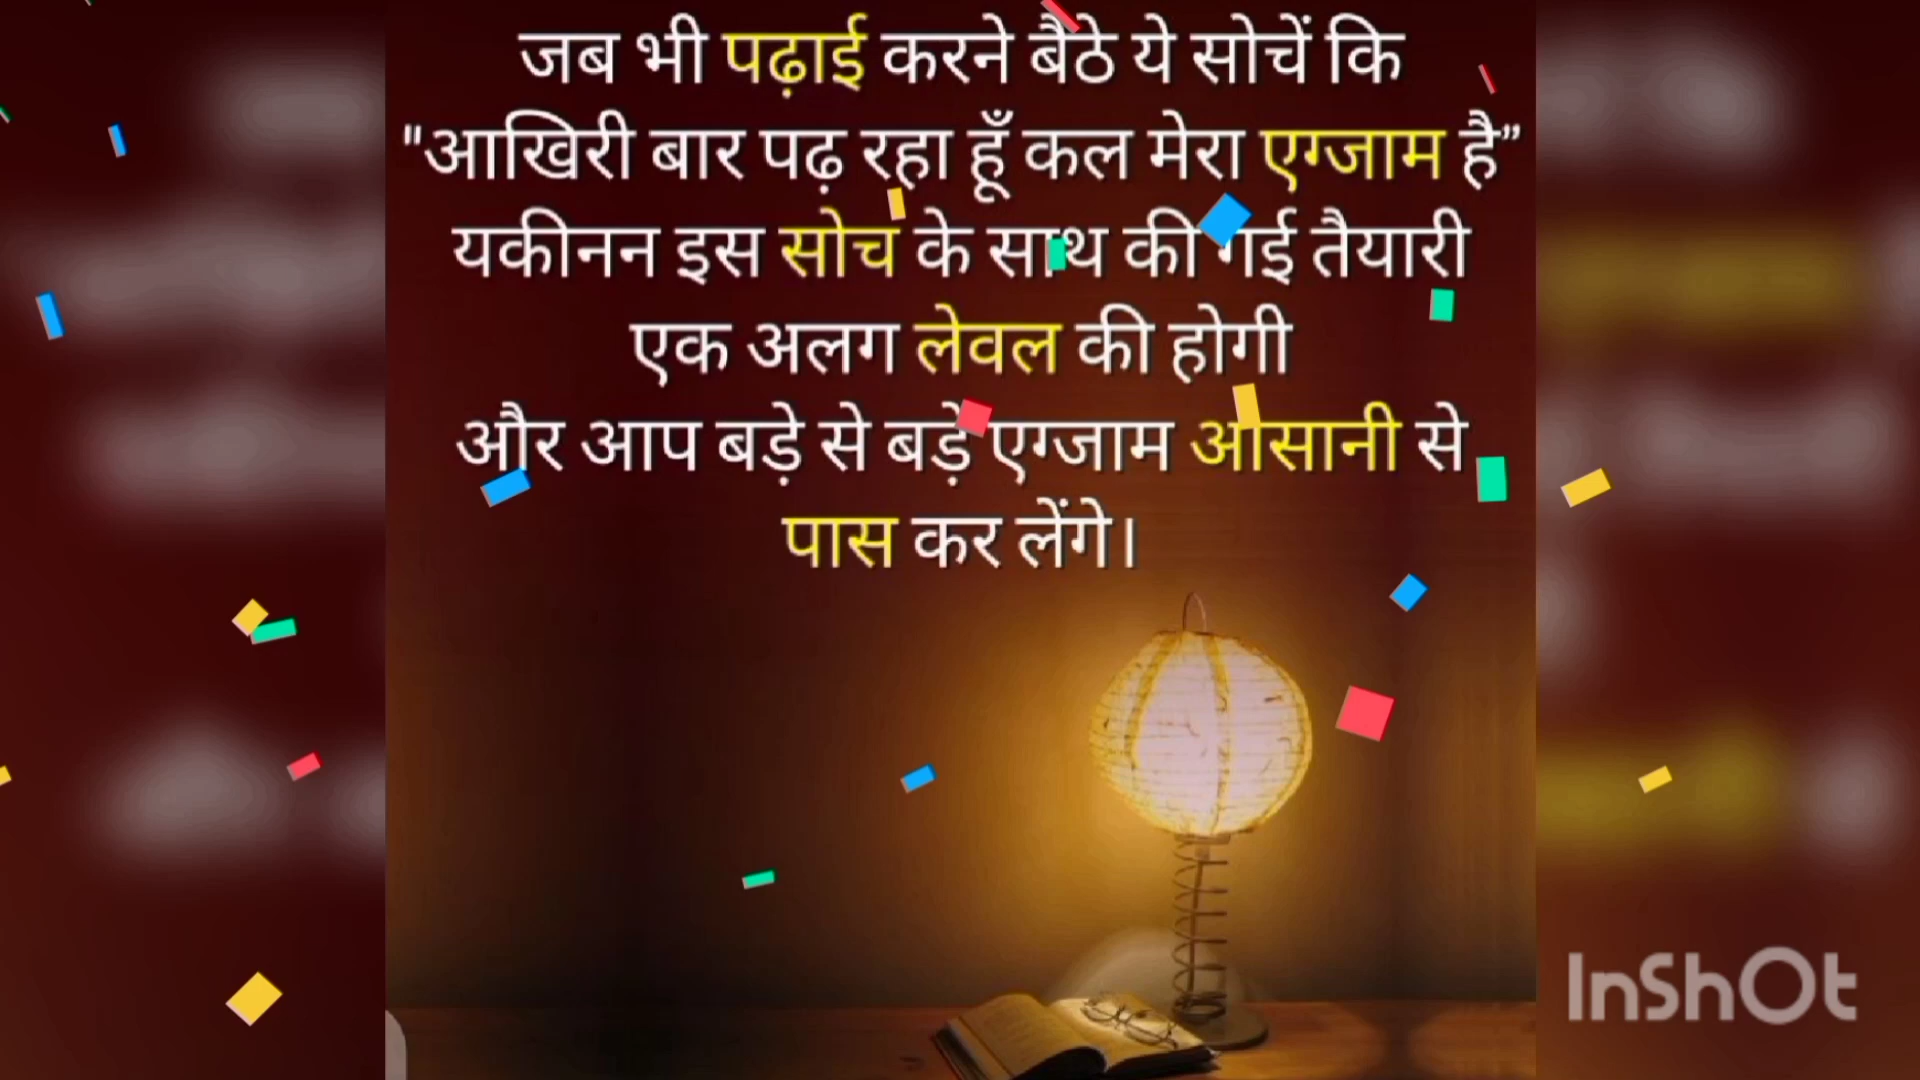 जब भी पढ़ाई करने बैठे ये सोचें कि
"आखिरी बार पढ़ रहा हूँ कल मेरा एग्जाम है”
यकीनन इस सोच के साथ की गई तैयारी
एक अलग लेवल की होगी
और आप बड़े से बड़े एग्जाम आसानी से
पास कर लेंगे।
InShOt